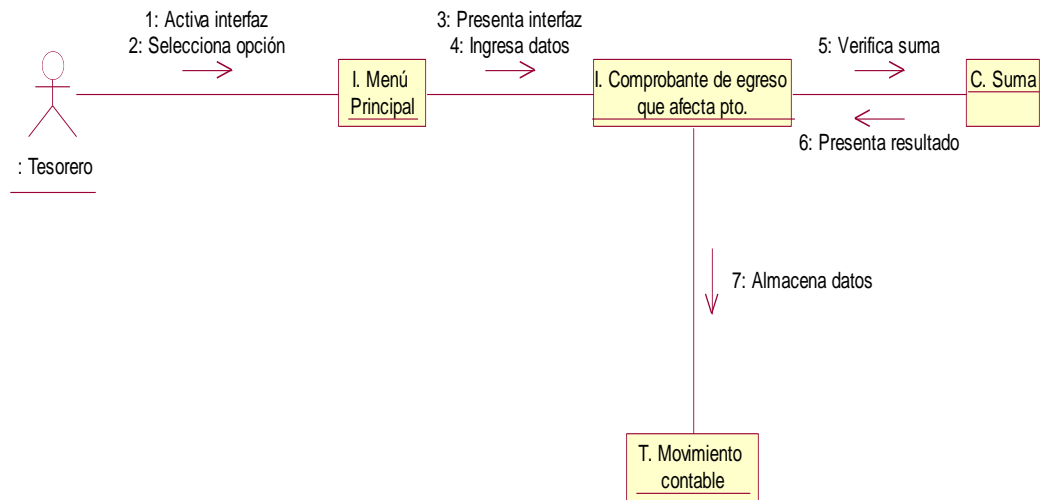 1: Activa interfaz
2: Selecciona opción
3: Presenta interfaz
4: Ingresa datos
5: Verifica suma
I. Menú
Principal
I. Comprobante de egreso
que afecta pto.
C. Suma
6: Presenta resultado
: Tesorero
7: Almacena datos
T. Movimiento
contable